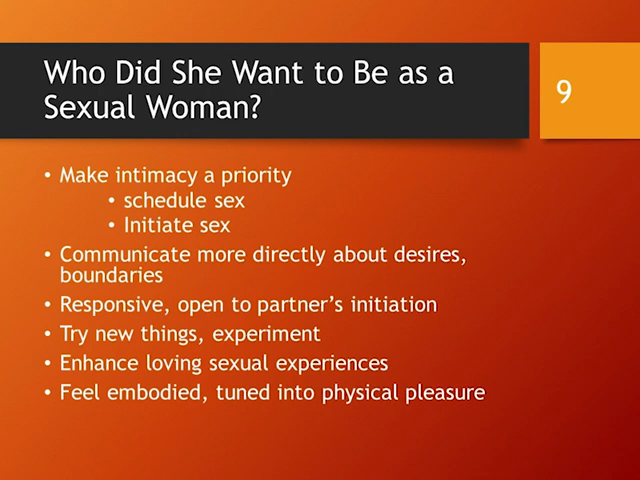 Who Did She Want to Be as a
Sexual Woman?
9
• Make intimacy a priority
• schedule sex
• Initiate sex
• Communicate more directly about desires,
boundaries
• Responsive, open to partner’s initiation
• Try new things, experiment
• Enhance loving sexual experiences
• Feel embodied, tuned into physical pleasure